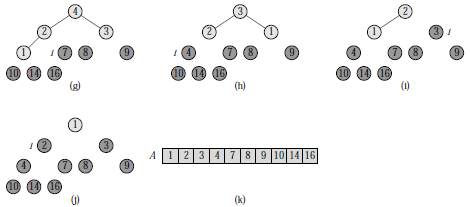 4
2 3
1 i 7 8 9
10 14 16
(g)
3
2 1
i 4 7 8 9
10 14 16
(h)
2
1 3 i
4 7 8 9
10 14 16
(i)
1
i 2 3
4 7 8 9
10 14 16
(j)
A 1 2 3 4 7 8 9 10 14 16
(k)